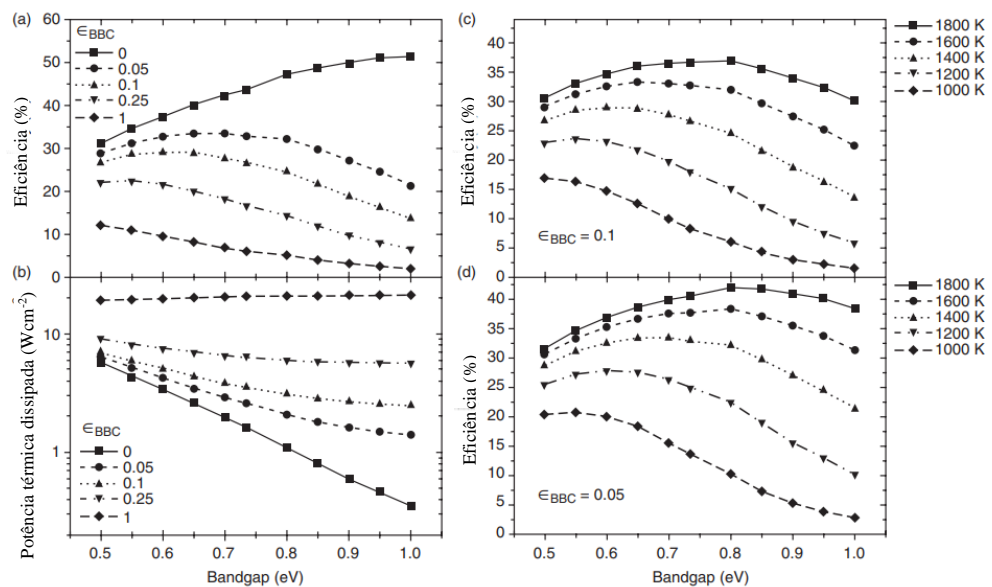 (a)
ϵBBC
0
0.05
0.1
0.25
1
Eficiência (%)
60
50
40
30
20
10
0
(b)
Potência térmica dissipada (Wcm-2)
10
1
ϵBBC
0
0.05
0.1
0.25
1
0.5 0.6 0.7 0.8 0.9 1.0
Bandgap (eV)
(c)
Eficiência (%)
40
35
30
25
20
15
10
5
0
ϵBBC = 0.1
1800 K
1600 K
1400 K
1200 K
1000 K
(d)
Eficiência (%)
40
35
30
25
20
15
10
5
0
ϵBBC = 0.05
1800 K
1600 K
1400 K
1200 K
1000 K
0.5 0.6 0.7 0.8 0.9 1.0
Bandgap (eV)